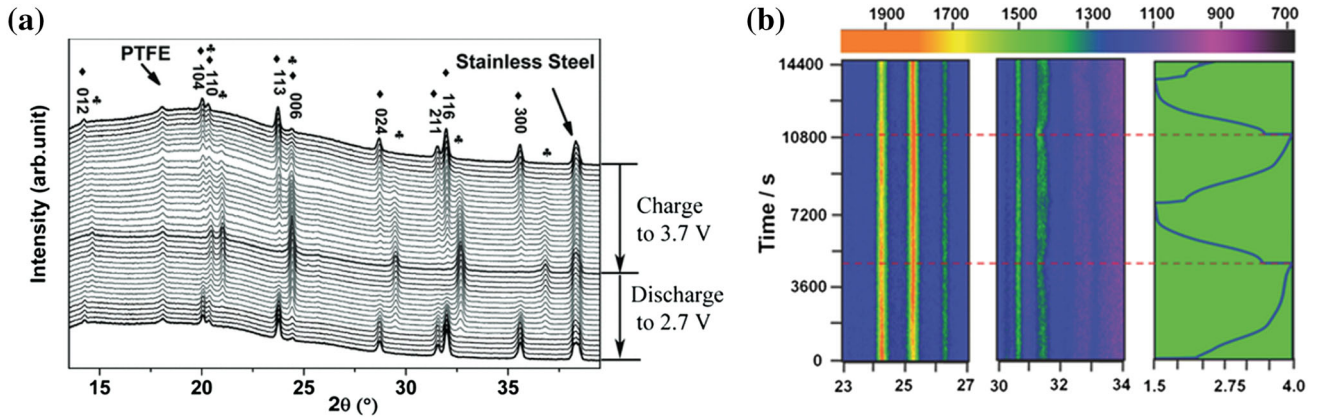 (a)
PTFE
Stainless Steel
♦ 012 ♣
♦ 104
♣ ♦ 110 ♣
♦ 113
♣ ♦ 006
♦ 024 ♣
♦ 211
♦ 116 ♣
♦ 300 ♣
Intensity (arb.unit)
Charge
to 3.7 V
Discharge
to 2.7 V
15 20 25 30 35
2θ (°)
(b)
1900 1700 1500 1300 1100 900 700
Time / s
14400
10800
7200
3600
0
23 25 27 30 32 34 1.5 2.75 4.0